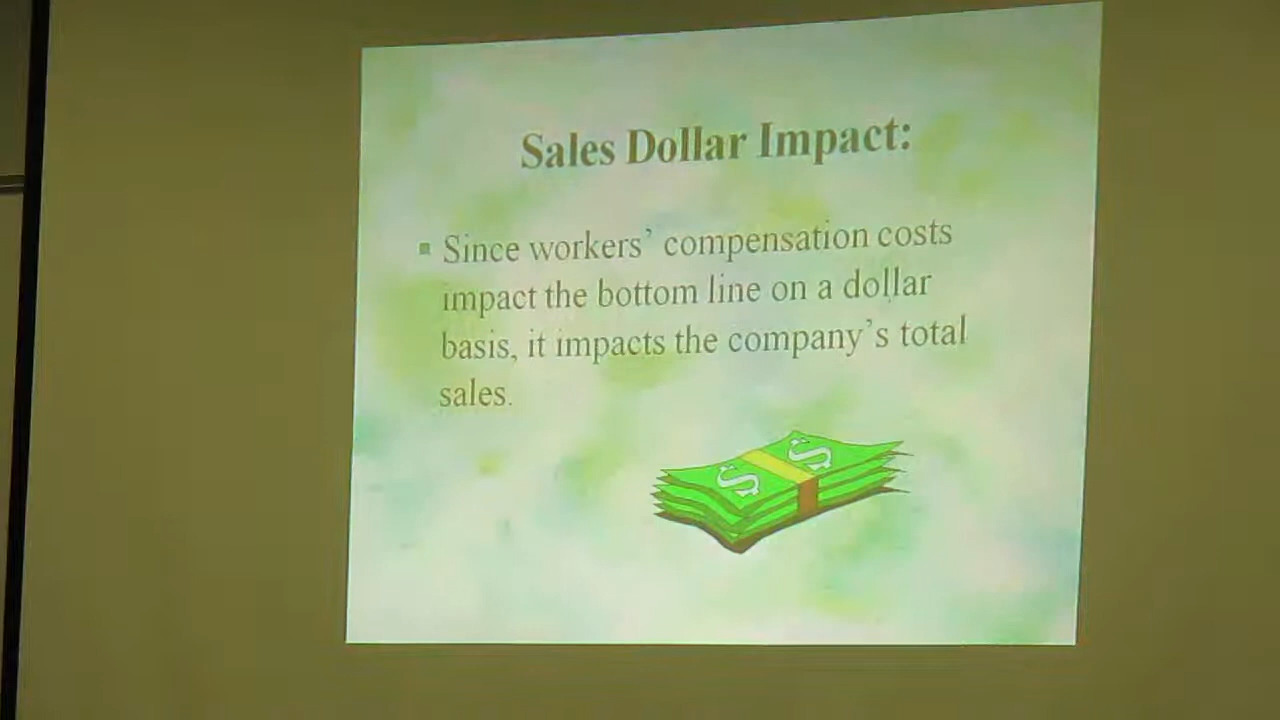 Sales Dollar Impact:
Since workers’ compensation costs
impact the bottom line on a dollar
basis, it impacts the company’s total
sales.
$ $